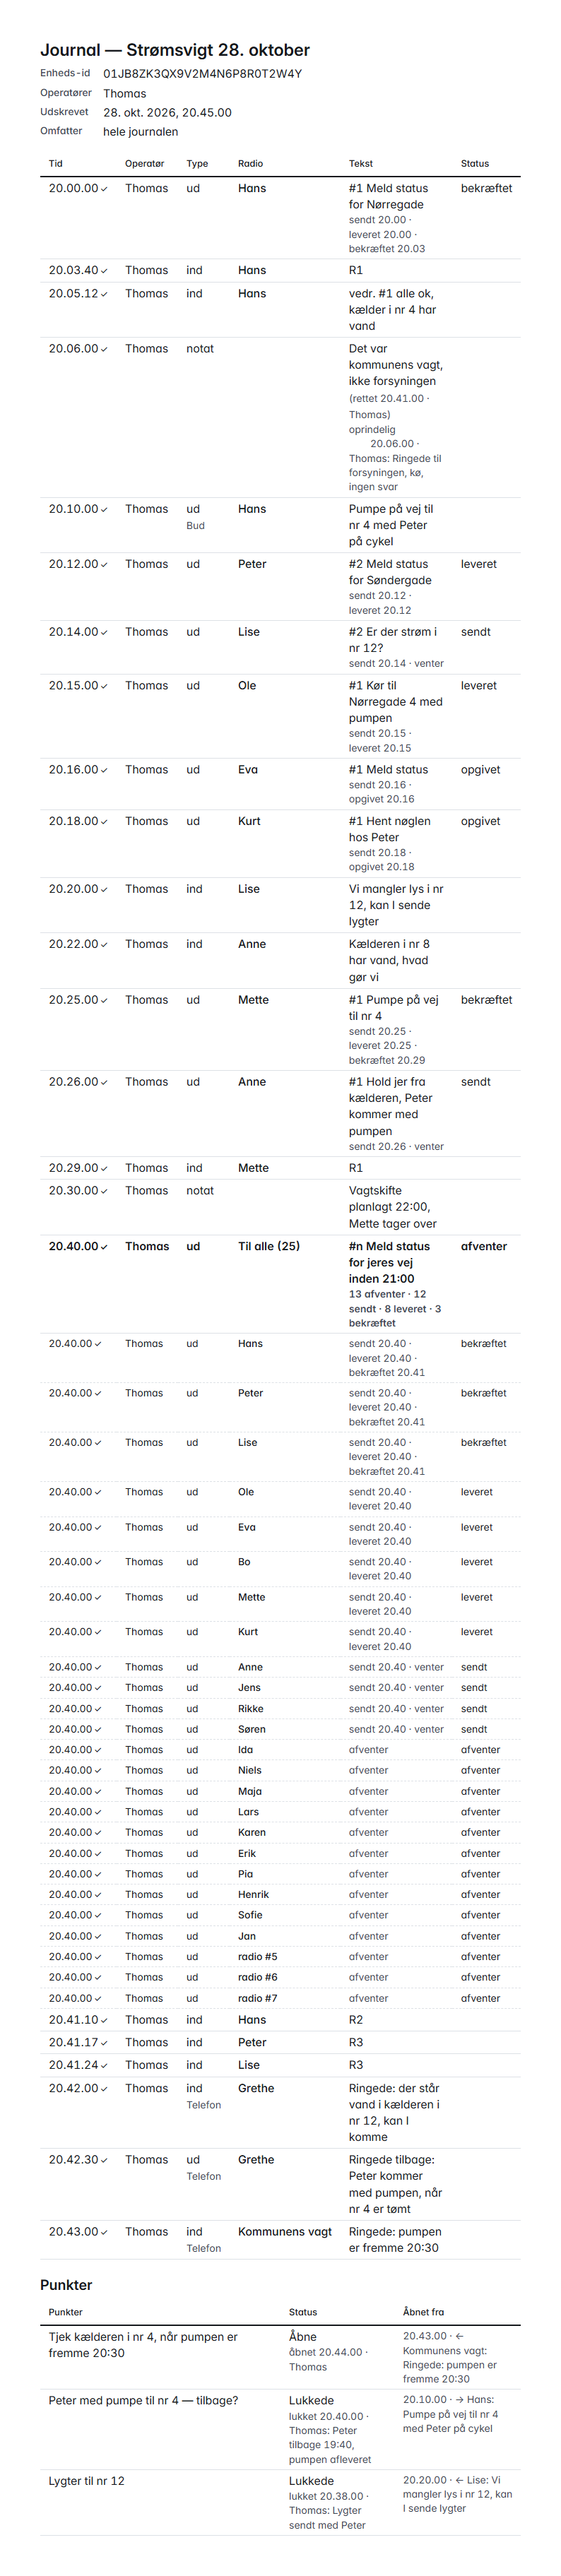 Journal — Strømsvigt 28. oktober
Enheds-id 01JB8ZK3QX9V2M4N6P8R0T2W4Y
Operatører Thomas
Udskrevet 28. okt. 2026, 20.45.00
Omfatter hele journalen
Tid Operatør Type Radio Tekst Status
20.00.00 ✓ Thomas ud Hans #1 Meld status bekræftet
for Nørregade
sendt 20.00 ·
leveret 20.00 ·
bekræftet 20.03
20.03.40 ✓ Thomas ind Hans R1
20.05.12 ✓ Thomas ind Hans vedr. #1 alle ok,
kælder i nr 4 har
vand
20.06.00 ✓ Thomas notat Det var
kommunens vagt,
ikke forsyningen
(rettet 20.41.00 ·
Thomas)
oprindelig
20.06.00 ·
Thomas: Ringede til
forsyningen, kø,
ingen svar
20.10.00 ✓ Thomas ud Hans Pumpe på vej til
Bud nr 4 med Peter
på cykel
20.12.00 ✓ Thomas ud Peter #2 Meld status leveret
for Søndergade
sendt 20.12 ·
leveret 20.12
20.14.00 ✓ Thomas ud Lise #2 Er der strøm i sendt
nr 12?
sendt 20.14 · venter
20.15.00 ✓ Thomas ud Ole #1 Kør til leveret
Nørregade 4 med
pumpen
sendt 20.15 ·
leveret 20.15
20.16.00 ✓ Thomas ud Eva #1 Meld status opgivet
sendt 20.16 ·
opgivet 20.16
20.18.00 ✓ Thomas ud Kurt #1 Hent nøglen opgivet
hos Peter
sendt 20.18 ·
opgivet 20.18
20.20.00 ✓ Thomas ind Lise Vi mangler lys i nr
12, kan I sende
lygter
20.22.00 ✓ Thomas ind Anne Kælderen i nr 8
har vand, hvad
gør vi
20.25.00 ✓ Thomas ud Mette #1 Pumpe på vej bekræftet
til nr 4
sendt 20.25 ·
leveret 20.25 ·
bekræftet 20.29
20.26.00 ✓ Thomas ud Anne #1 Hold jer fra sendt
kælderen, Peter
kommer med
pumpen
sendt 20.26 · venter
20.29.00 ✓ Thomas ind Mette R1
20.30.00 ✓ Thomas notat Vagtskifte
planlagt 22:00,
Mette tager over
20.40.00 ✓ Thomas ud Til alle (25) #n Meld status afventer
for jeres vej
inden 21:00
13 afventer · 12
sendt · 8 leveret · 3
bekræftet
20.40.00 ✓ Thomas ud Hans sendt 20.40 · bekræftet
leveret 20.40 ·
bekræftet 20.41
20.40.00 ✓ Thomas ud Peter sendt 20.40 · bekræftet
leveret 20.40 ·
bekræftet 20.41
20.40.00 ✓ Thomas ud Lise sendt 20.40 · bekræftet
leveret 20.40 ·
bekræftet 20.41
20.40.00 ✓ Thomas ud Ole sendt 20.40 · leveret
leveret 20.40
20.40.00 ✓ Thomas ud Eva sendt 20.40 · leveret
leveret 20.40
20.40.00 ✓ Thomas ud Bo sendt 20.40 · leveret
leveret 20.40
20.40.00 ✓ Thomas ud Mette sendt 20.40 · leveret
leveret 20.40
20.40.00 ✓ Thomas ud Kurt sendt 20.40 · leveret
leveret 20.40
20.40.00 ✓ Thomas ud Anne sendt 20.40 · venter sendt
20.40.00 ✓ Thomas ud Jens sendt 20.40 · venter sendt
20.40.00 ✓ Thomas ud Rikke sendt 20.40 · venter sendt
20.40.00 ✓ Thomas ud Søren sendt 20.40 · venter sendt
20.40.00 ✓ Thomas ud Ida afventer afventer
20.40.00 ✓ Thomas ud Niels afventer afventer
20.40.00 ✓ Thomas ud Maja afventer afventer
20.40.00 ✓ Thomas ud Lars afventer afventer
20.40.00 ✓ Thomas ud Karen afventer afventer
20.40.00 ✓ Thomas ud Erik afventer afventer
20.40.00 ✓ Thomas ud Pia afventer afventer
20.40.00 ✓ Thomas ud Henrik afventer afventer
20.40.00 ✓ Thomas ud Sofie afventer afventer
20.40.00 ✓ Thomas ud Jan afventer afventer
20.40.00 ✓ Thomas ud radio #5 afventer afventer
20.40.00 ✓ Thomas ud radio #6 afventer afventer
20.40.00 ✓ Thomas ud radio #7 afventer afventer
20.41.10 ✓ Thomas ind Hans R2
20.41.17 ✓ Thomas ind Peter R3
20.41.24 ✓ Thomas ind Lise R3
20.42.00 ✓ Thomas ind Grethe Ringede: der står
Telefon vand i kælderen i
nr 12, kan I
komme
20.42.30 ✓ Thomas ud Grethe Ringede tilbage:
Telefon Peter kommer
med pumpen, når
nr 4 er tømt
20.43.00 ✓ Thomas ind Kommunens vagt Ringede: pumpen
Telefon er fremme 20:30
Punkter
Punkter Status Åbnet fra
Tjek kælderen i nr 4, når pumpen er Åbne 20.43.00 · ←
fremme 20:30 åbnet 20.44.00 · Kommunens vagt:
Thomas Ringede: pumpen er
fremme 20:30
Peter med pumpe til nr 4 — tilbage? Lukkede 20.10.00 · → Hans:
lukket 20.40.00 · Pumpe på vej til nr 4
Thomas: Peter med Peter på cykel
tilbage 19:40,
pumpen afleveret
Lygter til nr 12 Lukkede 20.20.00 · ← Lise: Vi
lukket 20.38.00 · mangler lys i nr 12, kan
Thomas: Lygter I sende lygter
sendt med Peter